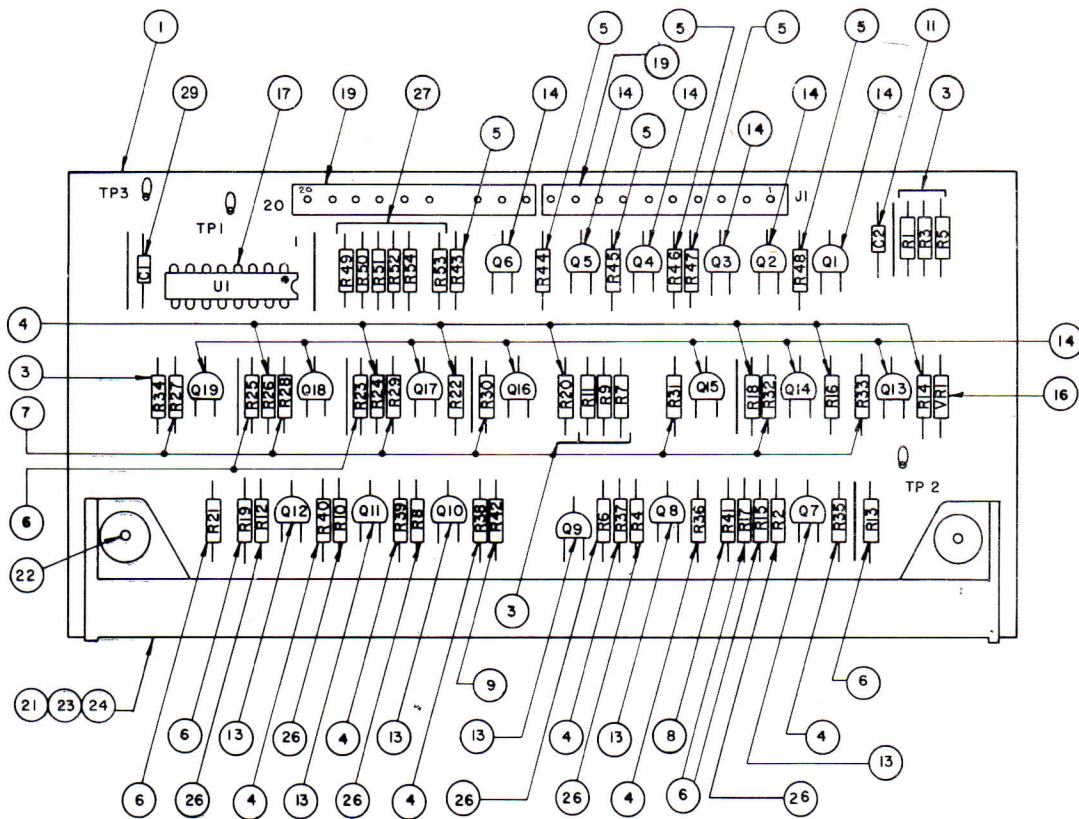 1
5
5
5
5
11
19
29
17
19
27
14
14
14
14
14
3
5
5
14
TP3
TP1
20
20
1
J1
1
C1
U1
R49
R50
R51
R52
R54
R53
R43
Q6
R44
Q5
R45
Q4
R46
R47
Q3
Q2
R48
Q1
C2
R1
R3
R5
4
14
3
7
6
16
R34
R27
Q19
R25
R26
R28
Q18
R23
R24
R29
Q17
R22
R30
Q16
R20
R11
R9
R7
R31
Q15
R18
R32
Q14
R16
R33
Q13
R14
VR1
TP 2
R21
R19
R12
Q12
R40
R10
Q11
R39
R8
Q10
R38
R42
Q9
R6
R37
R4
Q8
R36
R41
R17
R15
R2
Q7
R35
R13
22
3
21 23 24
9
6
6
13
26
4
13
13
4
13
8
4
13
6
26
4
13
26
4
26
26
4
6
26